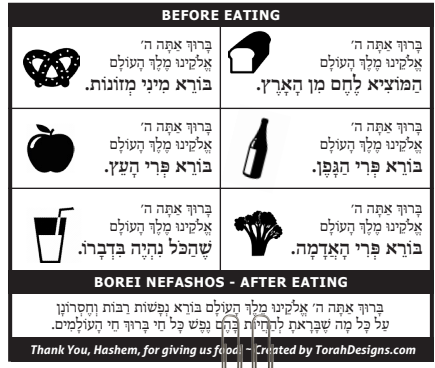 BEFORE EATING
בָּרוּךְ אַתָּה ה'
אֱלֹקֵינוּ מֶלֶךְ הָעוֹלָם
הַמּוֹצִיא לֶחֶם מִן הָאָרֶץ.
בָּרוּךְ אַתָּה ה'
אֱלֹקֵינוּ מֶלֶךְ הָעוֹלָם
בּוֹרֵא מִינֵי מְזוֹנוֹת.
בָּרוּךְ אַתָּה ה'
אֱלֹקֵינוּ מֶלֶךְ הָעוֹלָם
בּוֹרֵא פְּרִי הַגָּפֶן.
בָּרוּךְ אַתָּה ה'
אֱלֹקֵינוּ מֶלֶךְ הָעוֹלָם
בּוֹרֵא פְּרִי הָעֵץ.
בָּרוּךְ אַתָּה ה'
אֱלֹקֵינוּ מֶלֶךְ הָעוֹלָם
בּוֹרֵא פְּרִי הָאֲדָמָה.
בָּרוּךְ אַתָּה ה'
אֱלֹקֵינוּ מֶלֶךְ הָעוֹלָם
שֶׁהַכֹּל נִהְיָה בִּדְבָרוֹ.
BOREI NEFASHOS - AFTER EATING
בָּרוּךְ אַתָּה ה' אֱלֹקֵינוּ מֶלֶךְ הָעוֹלָם בּוֹרֵא נְפָשׁוֹת רַבּוֹת וְחֶסְרוֹנָן
עַל כָּל מַה שֶּׁבָּרָאתָ לְהַחֲיוֹת בָּהֶם נֶפֶשׁ כָּל חַי בָּרוּךְ חֵי הָעוֹלָמִים.
Thank You, Hashem, for giving us food! ~ Created by TorahDesigns.com